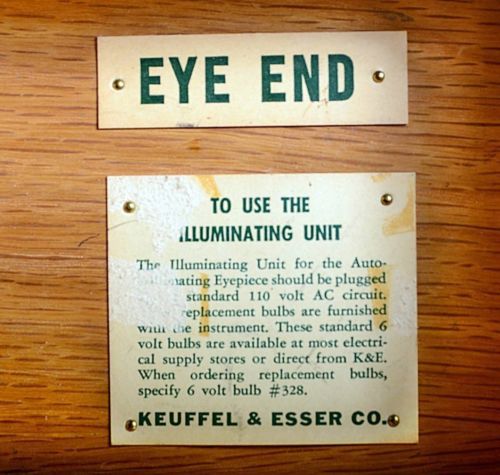 EYE END
TO USE THE
ILLUMINATING UNIT
The Illuminating Unit for the Auto-
mating Eyepiece should be plugged
standard 110 volt AC circuit.
replacement bulbs are furnished
with the instrument. These standard 6
volt bulbs are available at most electri-
cal supply stores or direct from K&E.
When ordering replacement bulbs,
specify 6 volt bulb #328.
KEUFFEL & ESSER CO.